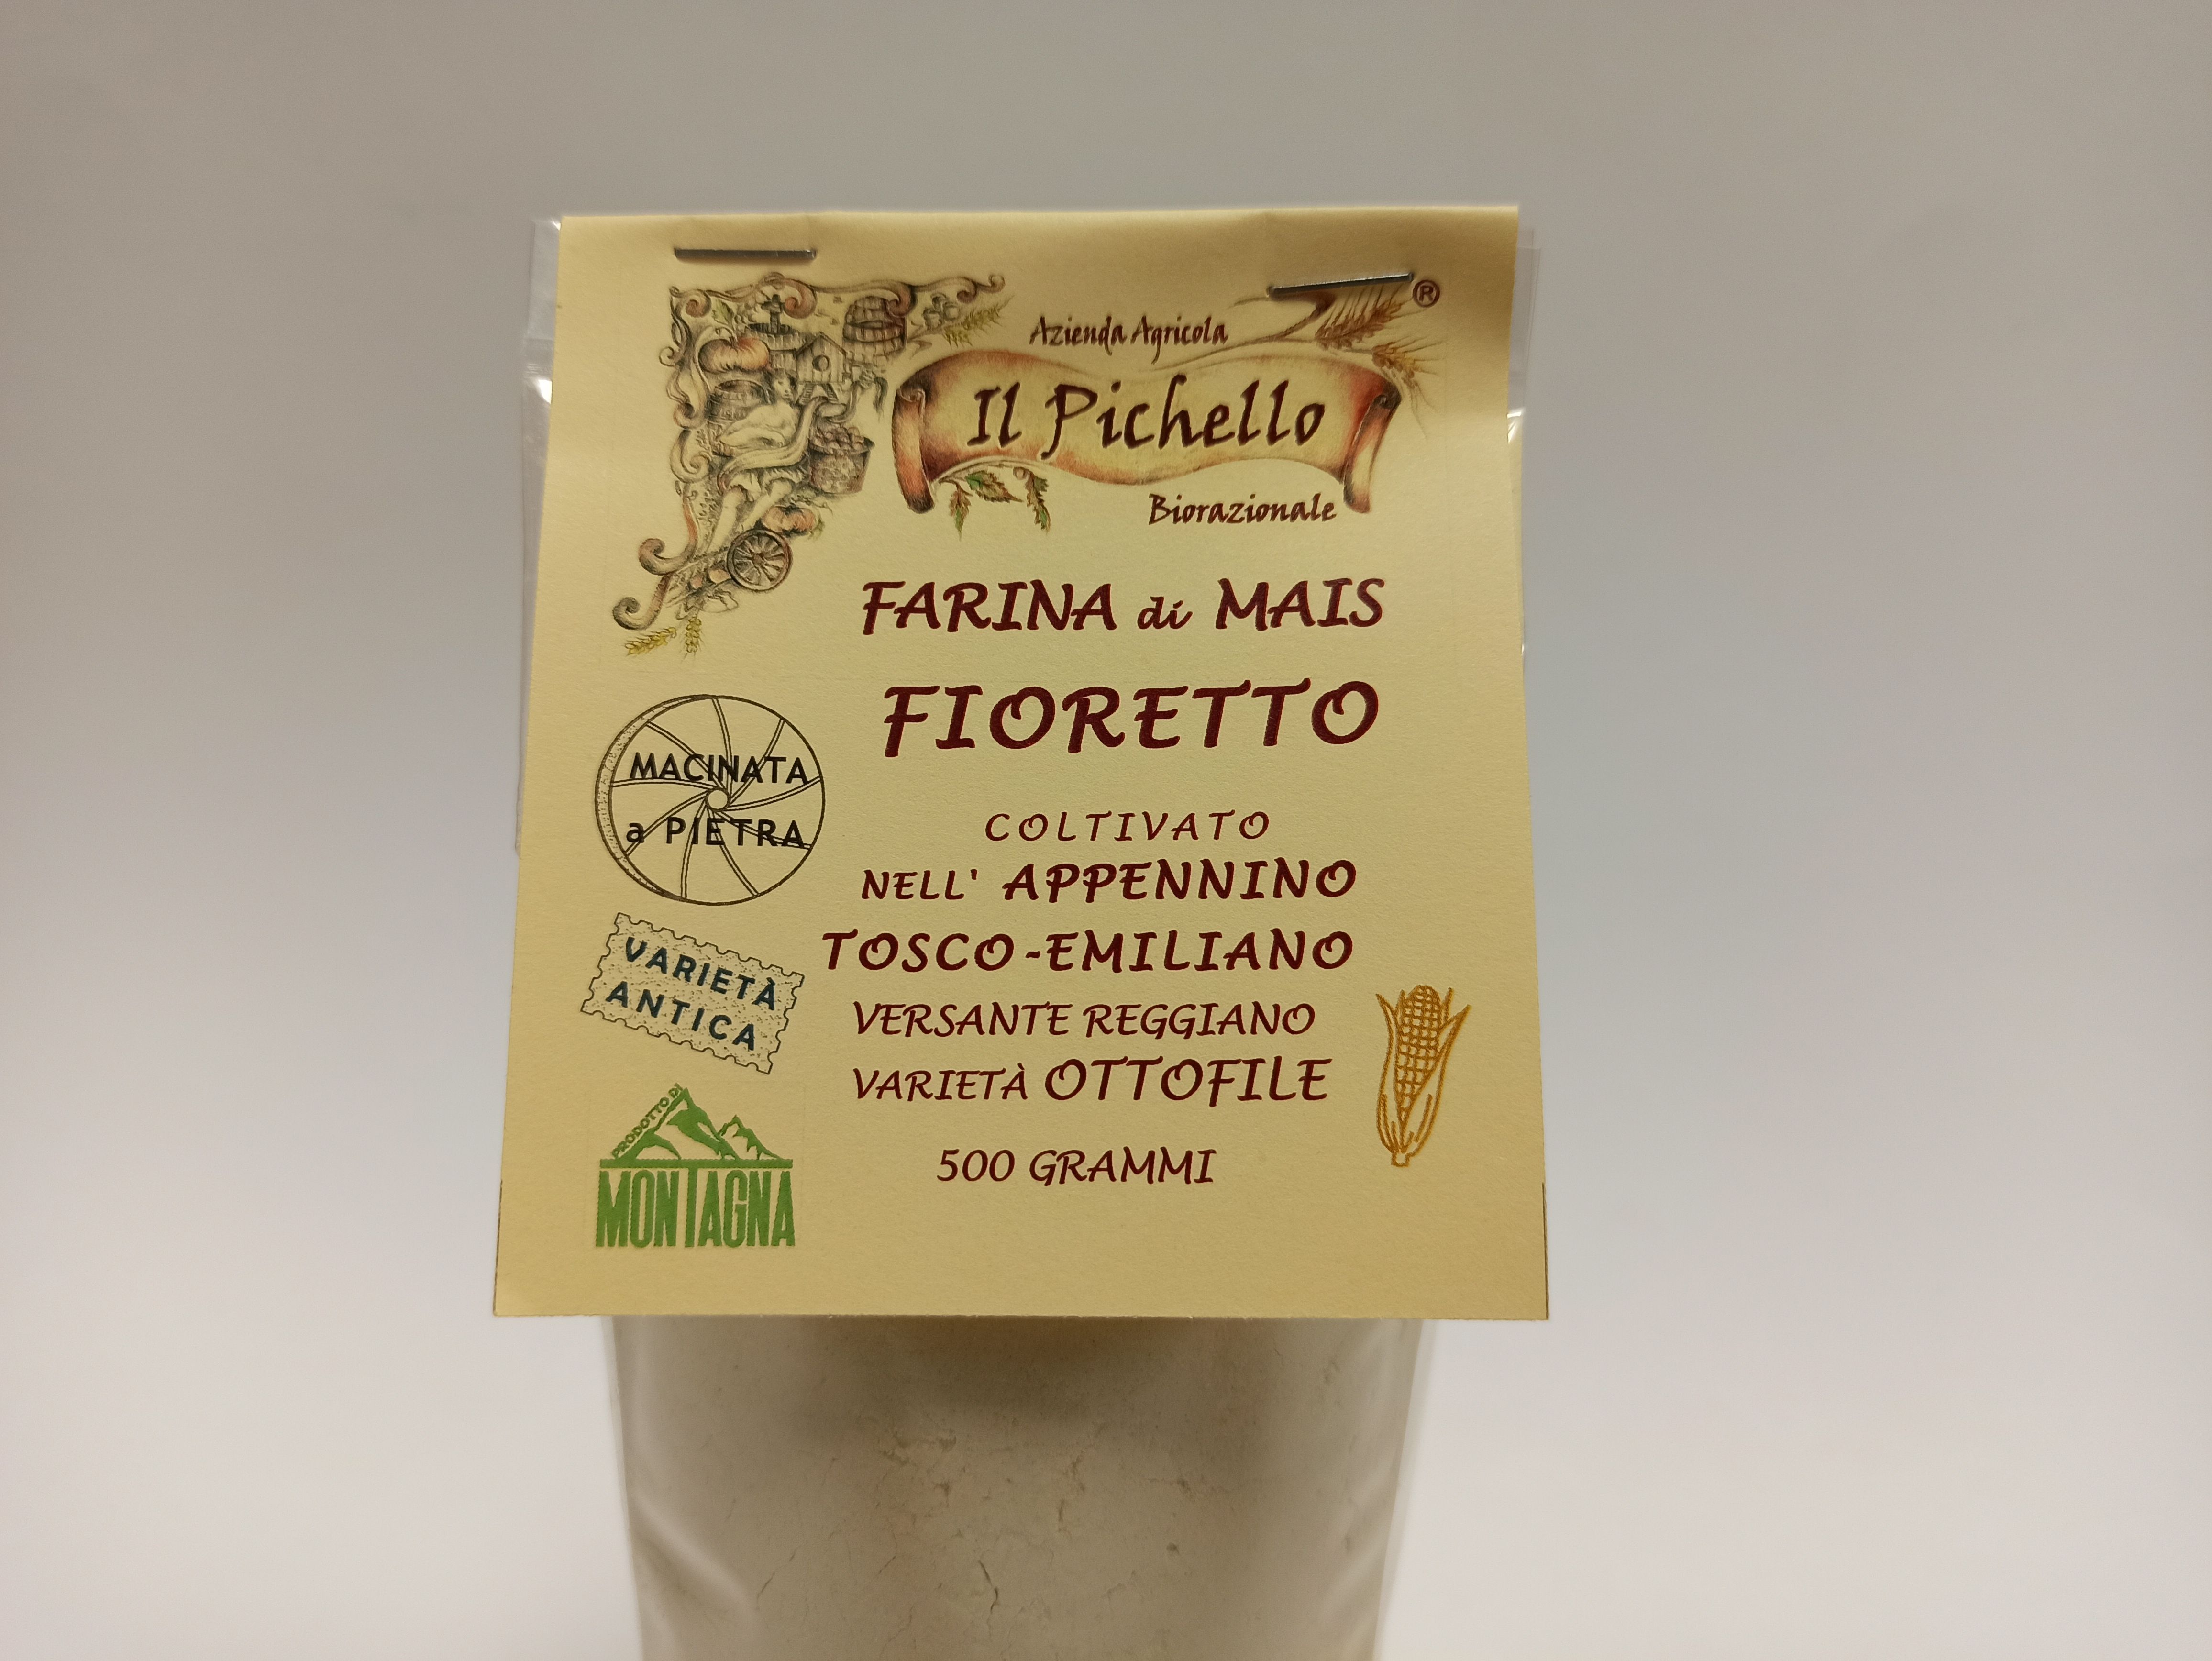 Azienda Agricola
®
Il Pichello
Biorazionale
FARINA di MAIS
FIORETTO
MACINATA
a PIETRA
COLTIVATO
NELL' APPENNINO
TOSCO-EMILIANO
VERSANTE REGGIANO
VARIETÀ OTTOFILE
500 GRAMMI
VARIETÀ
ANTICA
PRODOTTO DI
MONTAGNA